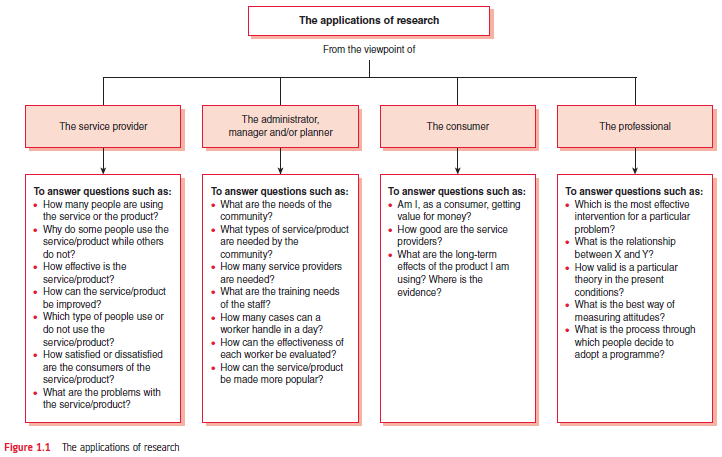 The applications of research
From the viewpoint of
The service provider
The administrator,
manager and/or planner
The consumer
The professional
To answer questions such as:
• How many people are using
the service or the product?
• Why do some people use the
service/product while others
do not?
• How effective is the
service/product?
• How can the service/product
be improved?
• Which type of people use or
do not use the
service/product?
• How satisfied or dissatisfied
are the consumers of the
service/product?
• What are the problems with
the service/product?
To answer questions such as:
• What are the needs of the
community?
• What types of service/product
are needed by the
community?
• How many service providers
are needed?
• What are the training needs
of the staff?
• How many cases can a
worker handle in a day?
• How can the effectiveness of
each worker be evaluated?
• How can the service/product
be made more popular?
To answer questions such as:
• Am I, as a consumer, getting
value for money?
• How good are the service
providers?
• What are the long-term
effects of the product I am
using? Where is the
evidence?
To answer questions such as:
• Which is the most effective
intervention for a particular
problem?
• What is the relationship
between X and Y?
• How valid is a particular
theory in the present
conditions?
• What is the best way of
measuring attitudes?
• What is the process through
which people decide to
adopt a programme?
Figure 1.1 The applications of research